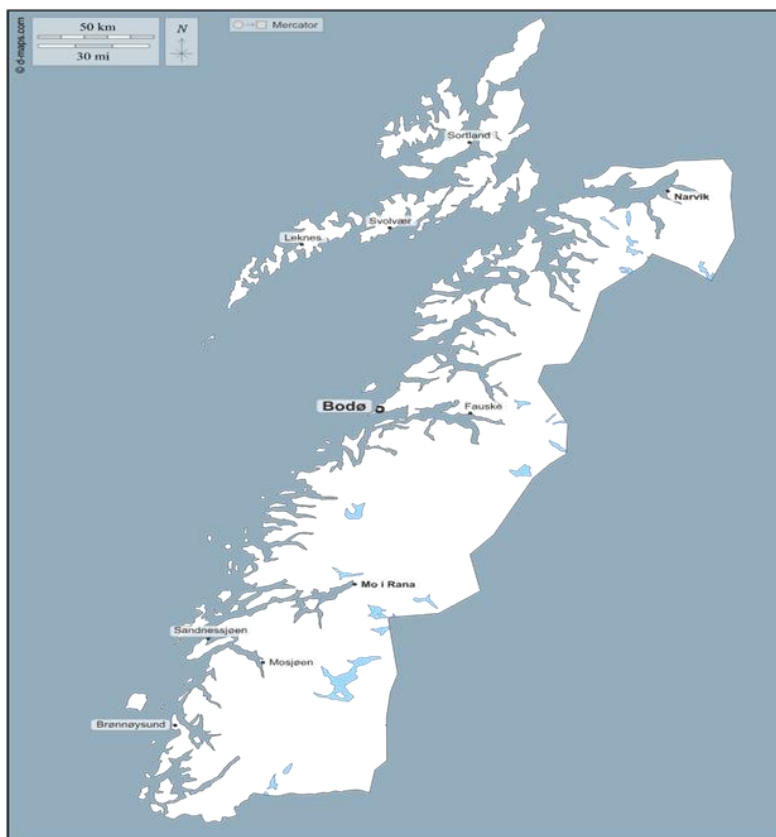 50 km
30 mi
N
Mercator
© d-maps.com
Sortland
Narvik
Svolvær
Leknes
Bodø
Fauske
Mo i Rana
Sandnessjøen
Mosjøen
Brønnøysund